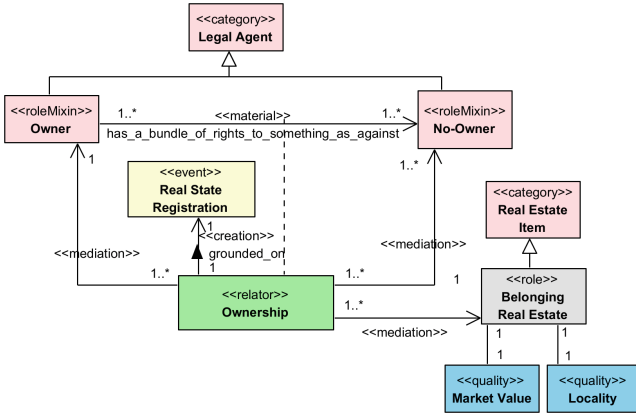 <<category>>
Legal Agent
<<roleMixin>>
Owner
1..*
<<material>>
1..*
has_a_bundle_of_rights_to_something_as_against
<<roleMixin>>
No-Owner
1
1..*
<<event>>
Real State
Registration
<<category>>
Real Estate
Item
1
<<creation>>
grounded_on
<<mediation>>
<<mediation>>
1..*
1
1..*
1
<<relator>>
Ownership
1..*
<<mediation>>
<<role>>
Belonging
Real Estate
1
1
1
1
<<quality>>
Market Value
<<quality>>
Locality